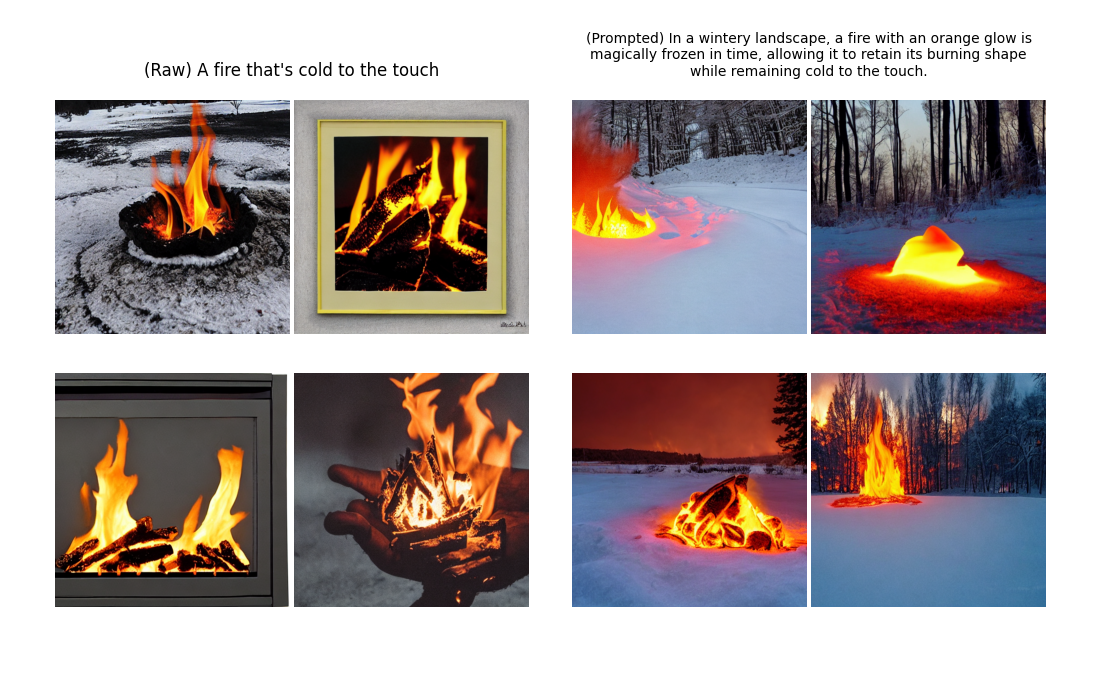 (Raw) A fire that's cold to the touch
(Prompted) In a wintery landscape, a fire with an orange glow is
magically frozen in time, allowing it to retain its burning shape
while remaining cold to the touch.